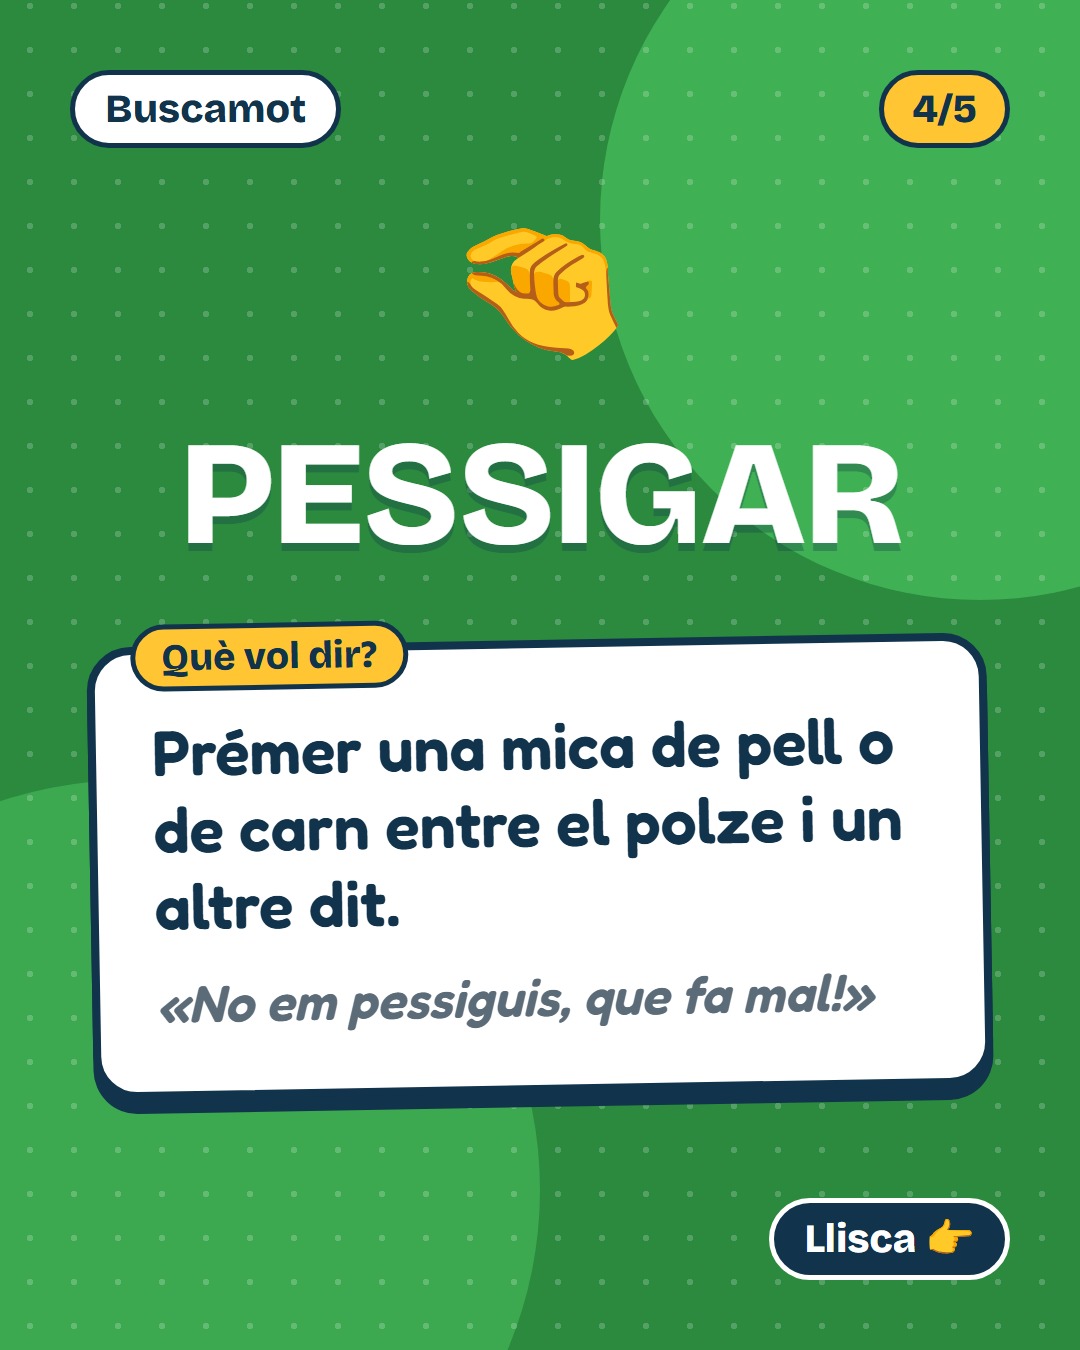 Buscamot
4/5
PESSIGAR
Què vol dir?
Prémer una mica de pell o
de carn entre el polze i un
altre dit.
«No em pessiguis, que fa mal!»
Llisca 👉